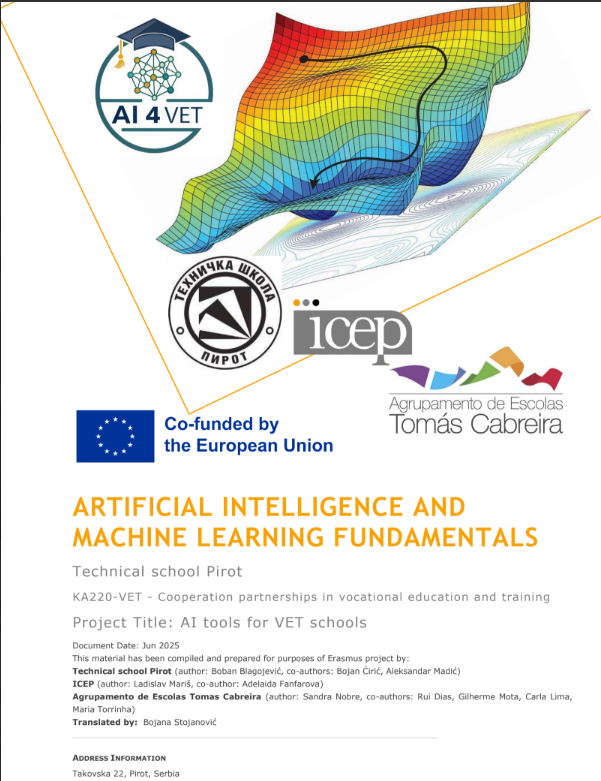 AI 4 VET
ТЕХНИЧКА ШКОЛА
ПИРОТ
icep
Agrupamento de Escolas
Tomás Cabreira
Co-funded by
the European Union
ARTIFICIAL INTELLIGENCE AND
MACHINE LEARNING FUNDAMENTALS
Technical school Pirot
KA220-VET - Cooperation partnerships in vocational education and training
Project Title: AI tools for VET schools
Document Date: Jun 2025
This material has been compiled and prepared for purposes of Erasmus project by:
Technical school Pirot (author: Boban Blagojević, co-authors: Bojan Ćirić, Aleksandar Madić)
ICEP (author: Ladislav Mariš, co-author: Adelaida Fanfarova)
Agrupamento de Escolas Tomas Cabreira (author: Sandra Nobre, co-authors: Rui Dias, Gilherme Mota, Carla Lima,
Maria Torrinha)
Translated by: Bojana Stojanović
ADDRESS INFORMATION
Takovska 22, Pirot, Serbia